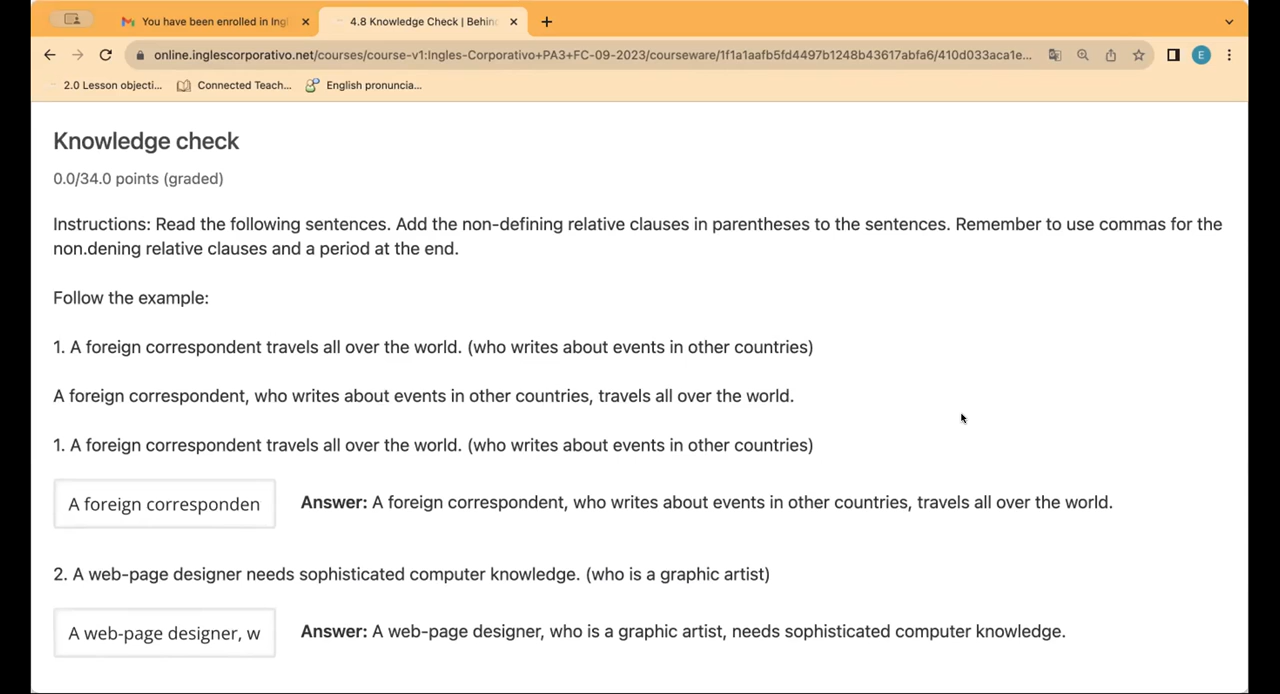 You have been enrolled in Ingl
4.8 Knowledge Check | Behin
online.inglescorporativo.net/courses/course-v1:Ingles-Corporativo+PA3+FC-09-2023/courseware/1f1a1aafb5fd4497b1248b43617abfa6/410d033aca1e...
E
2.0 Lesson objecti...
Connected Teach...
English pronuncia...
Knowledge check
0.0/34.0 points (graded)
Instructions: Read the following sentences. Add the non-defining relative clauses in parentheses to the sentences. Remember to use commas for the
non.dening relative clauses and a period at the end.
Follow the example:
1. A foreign correspondent travels all over the world. (who writes about events in other countries)
A foreign correspondent, who writes about events in other countries, travels all over the world.
1. A foreign correspondent travels all over the world. (who writes about events in other countries)
A foreign corresponden
Answer: A foreign correspondent, who writes about events in other countries, travels all over the world.
2. A web-page designer needs sophisticated computer knowledge. (who is a graphic artist)
A web-page designer, w
Answer: A web-page designer, who is a graphic artist, needs sophisticated computer knowledge.